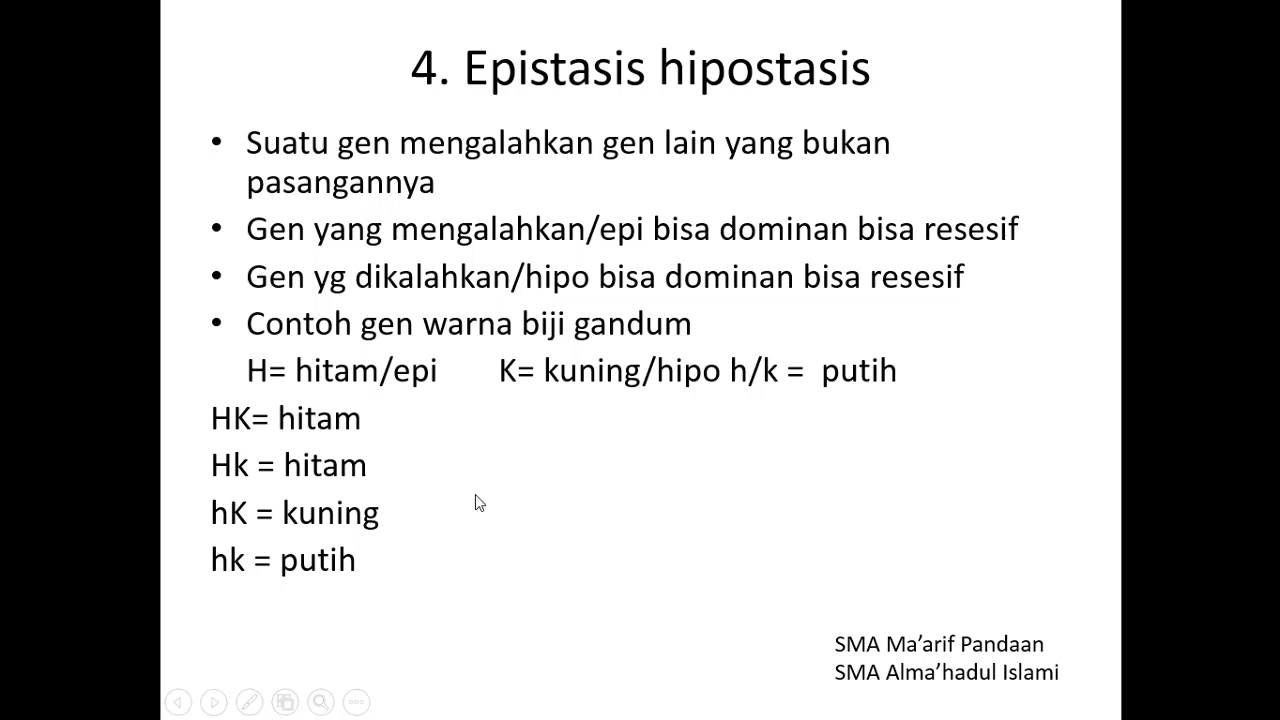 4. Epistasis hipostasis
• Suatu gen mengalahkan gen lain yang bukan
pasangannya
• Gen yang mengalahkan/epi bisa dominan bisa resesif
• Gen yg dikalahkan/hipo bisa dominan bisa resesif
• Contoh gen warna biji gandum
H= hitam/epi K= kuning/hipo h/k = putih
HK= hitam
Hk = hitam
hK = kuning
hk = putih
SMA Ma’arif Pandaan
SMA Alma’hadul Islami